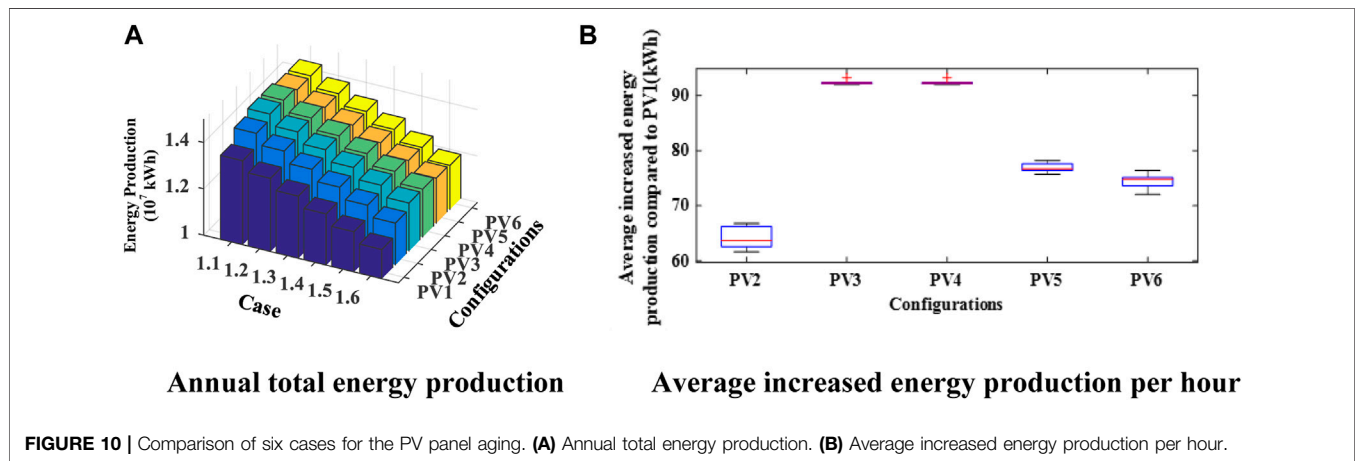 A
Energy Production
(10^7 kWh)
1.4
1.2
1
1.1
1.2
1.3
1.4
1.5
1.6
Case
PV6
PV5
PV4
PV3
PV2
PV1
Configurations
Annual total energy production
B
Average increased energy
production compared to PV1(kWh)
90
80
70
60
PV2 PV3 PV4 PV5 PV6
Configurations
Average increased energy production per hour
FIGURE 10 | Comparison of six cases for the PV panel aging. (A) Annual total energy production. (B) Average increased energy production per hour.